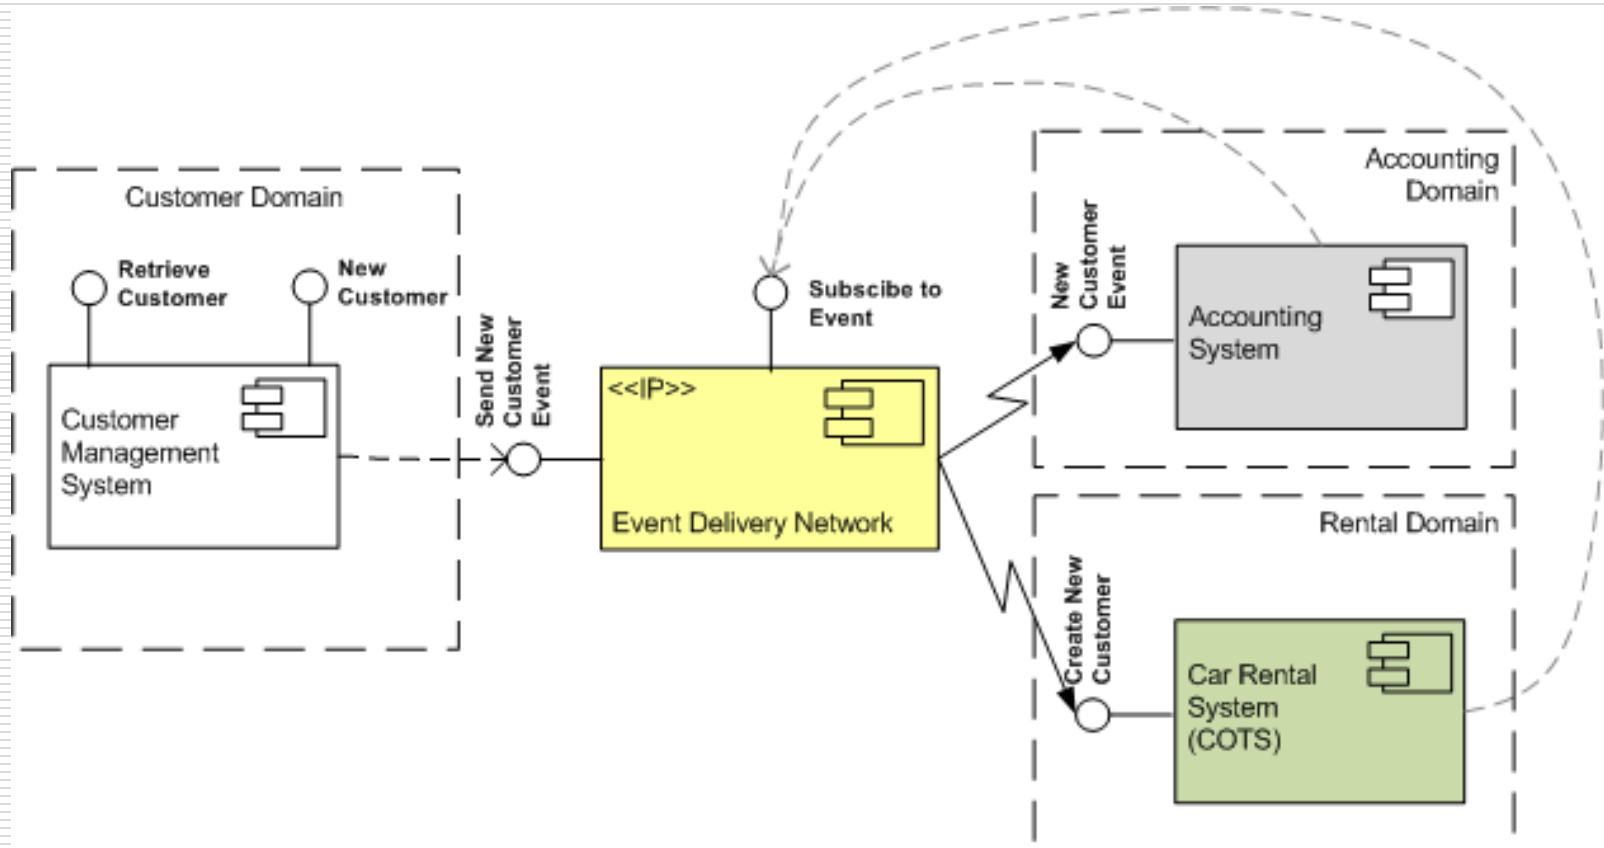 Customer Domain
Retrieve
Customer
New
Customer
Customer
Management
System
Send New
Customer
Event
Subscibe to
Event
<<IP>>
Event Delivery Network
Accounting
Domain
New
Customer
Event
Accounting
System
Rental Domain
Create New
Customer
Car Rental
System
(COTS)